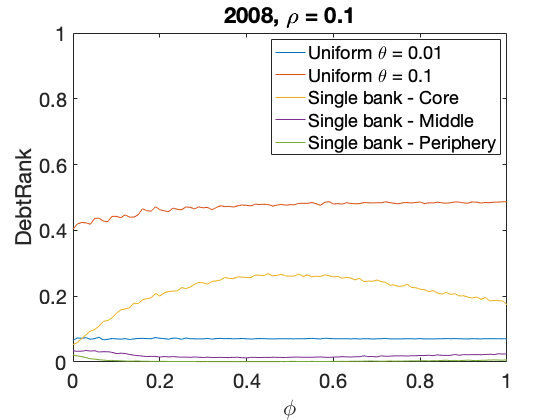 2008, ρ = 0.1
1
Uniform θ = 0.01
Uniform θ = 0.1
Single bank - Core
Single bank - Middle
Single bank - Periphery
0.8
0.6
0.4
0.2
0
DebtRank
0 0.2 0.4 0.6 0.8 1
ϕ